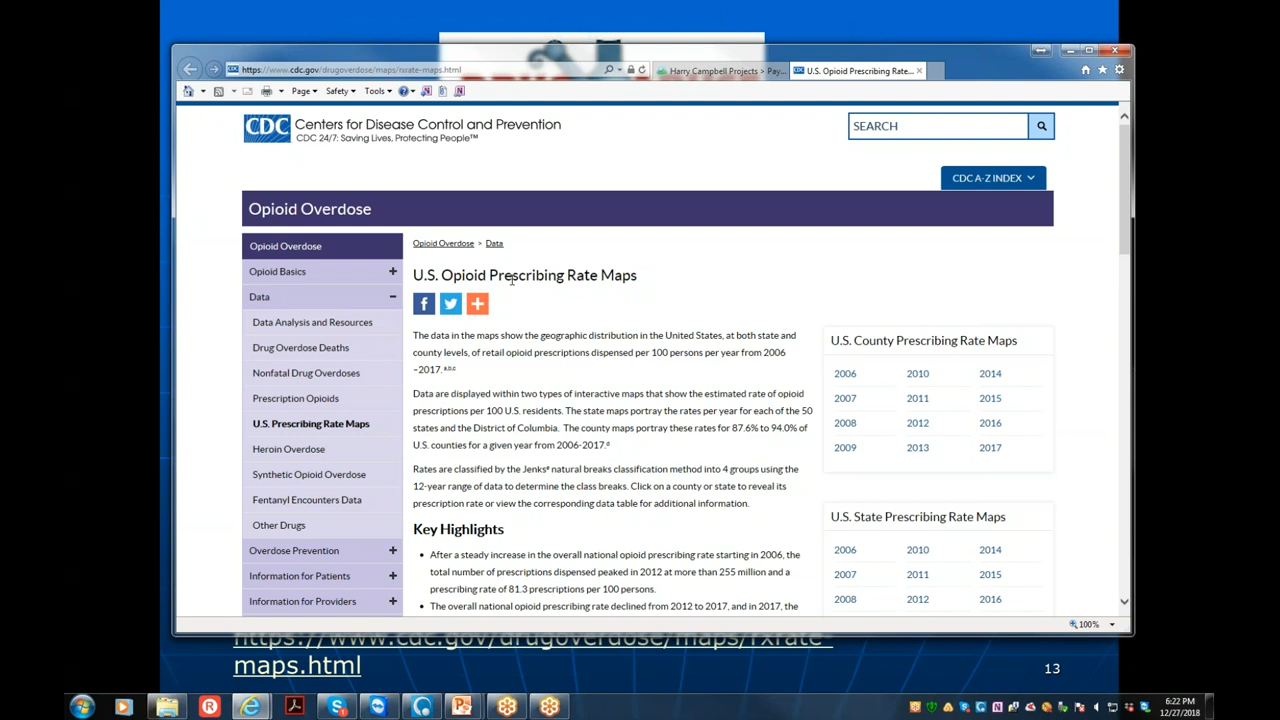 https://www.cdc.gov/drugoverdose/maps/rxrate-maps.html
Harry Campbell Projects > Pay...
U.S. Opioid Prescribing Rate...
Page
Safety
Tools
CDC
Centers for Disease Control and Prevention
CDC 24/7: Saving Lives, Protecting People™
SEARCH
CDC A-Z INDEX
Opioid Overdose
Opioid Overdose
Opioid Basics
Data
Data Analysis and Resources
Drug Overdose Deaths
Nonfatal Drug Overdoses
Prescription Opioids
U.S. Prescribing Rate Maps
Heroin Overdose
Synthetic Opioid Overdose
Fentanyl Encounters Data
Other Drugs
Overdose Prevention
Information for Patients
Information for Providers
Opioid Overdose > Data
U.S. Opioid Prescribing Rate Maps
The data in the maps show the geographic distribution in the United States, at both state and
county levels, of retail opioid prescriptions dispensed per 100 persons per year from 2006
–2017. a,b,c
Data are displayed within two types of interactive maps that show the estimated rate of opioid
prescriptions per 100 U.S. residents. The state maps portray the rates per year for each of the 50
states and the District of Columbia. The county maps portray these rates for 87.6% to 94.0% of
U.S. counties for a given year from 2006-2017.d
Rates are classified by the Jenkse natural breaks classification method into 4 groups using the
12-year range of data to determine the class breaks. Click on a county or state to reveal its
prescription rate or view the corresponding data table for additional information.
Key Highlights
• After a steady increase in the overall national opioid prescribing rate starting in 2006, the
total number of prescriptions dispensed peaked in 2012 at more than 255 million and a
prescribing rate of 81.3 prescriptions per 100 persons.
• The overall national opioid prescribing rate declined from 2012 to 2017, and in 2017, the
U.S. County Prescribing Rate Maps
2006 2010 2014
2007 2011 2015
2008 2012 2016
2009 2013 2017
U.S. State Prescribing Rate Maps
2006 2010 2014
2007 2011 2015
2008 2012 2016
100%
https://www.cdc.gov/drugoverdose/maps/rxrate-
maps.html
13
6:22 PM
12/27/2018